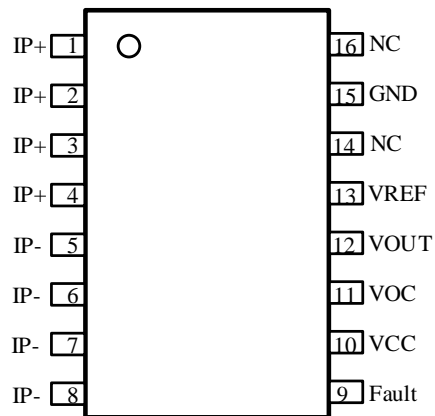 IP+ 1 16 NC
IP+ 2 15 GND
IP+ 3 14 NC
IP+ 4 13 VREF
IP- 5 12 VOUT
IP- 6 11 VOC
IP- 7 10 VCC
IP- 8 9 Fault